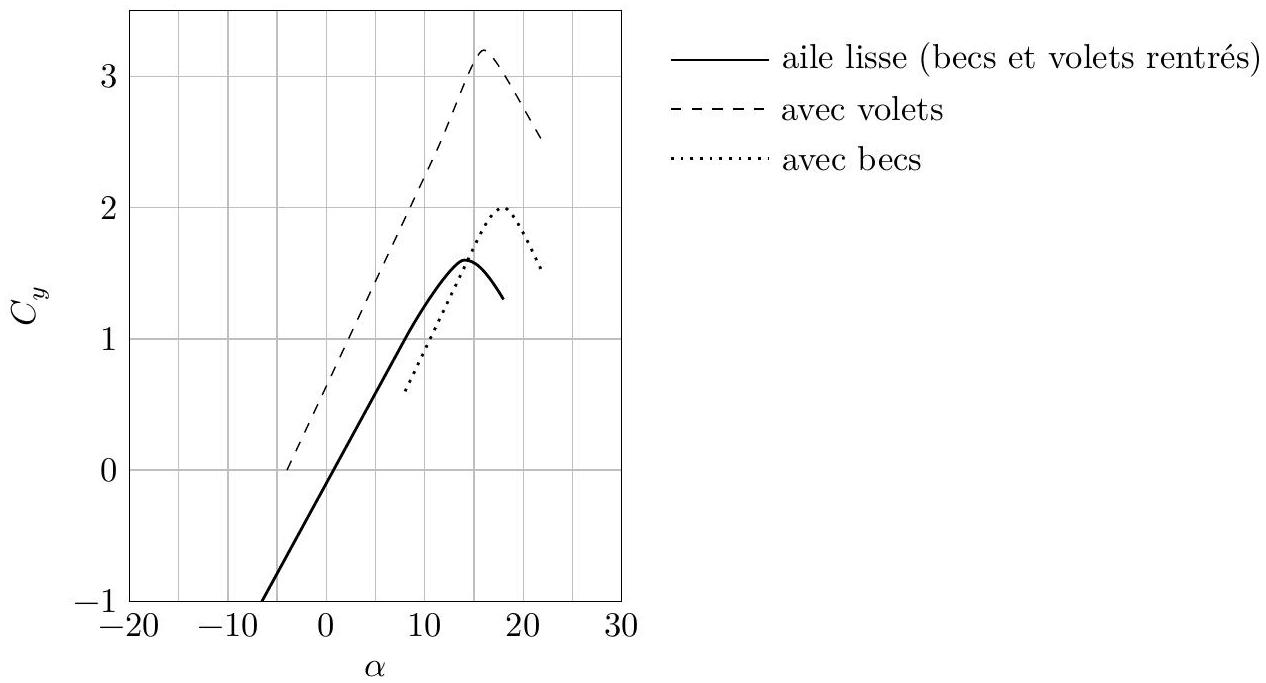 aile lisse (becs et volets rentrés)
avec volets
avec becs
3
2
1
0
−1
−20 −10 0 10 20 30
α
C_y